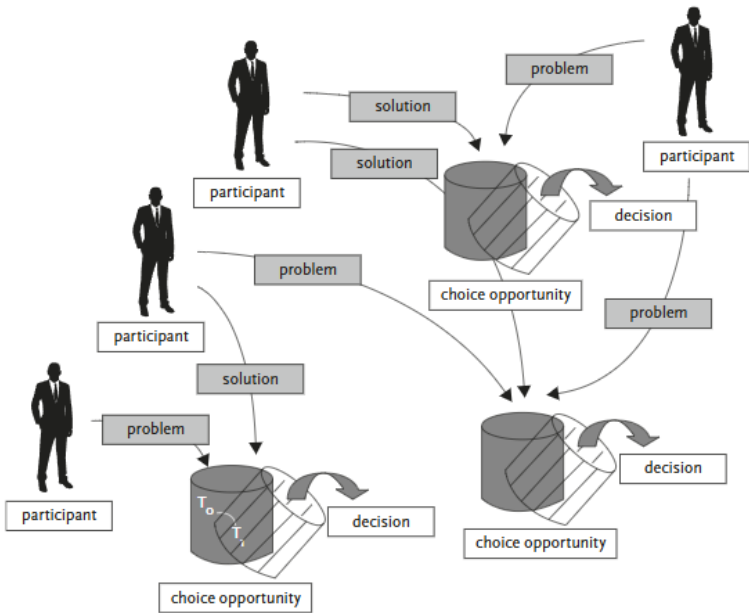 problem
solution
solution
participant
participant
decision
problem
choice opportunity
problem
participant
solution
problem
decision
participant
T₀
T₁
decision
choice opportunity
choice opportunity